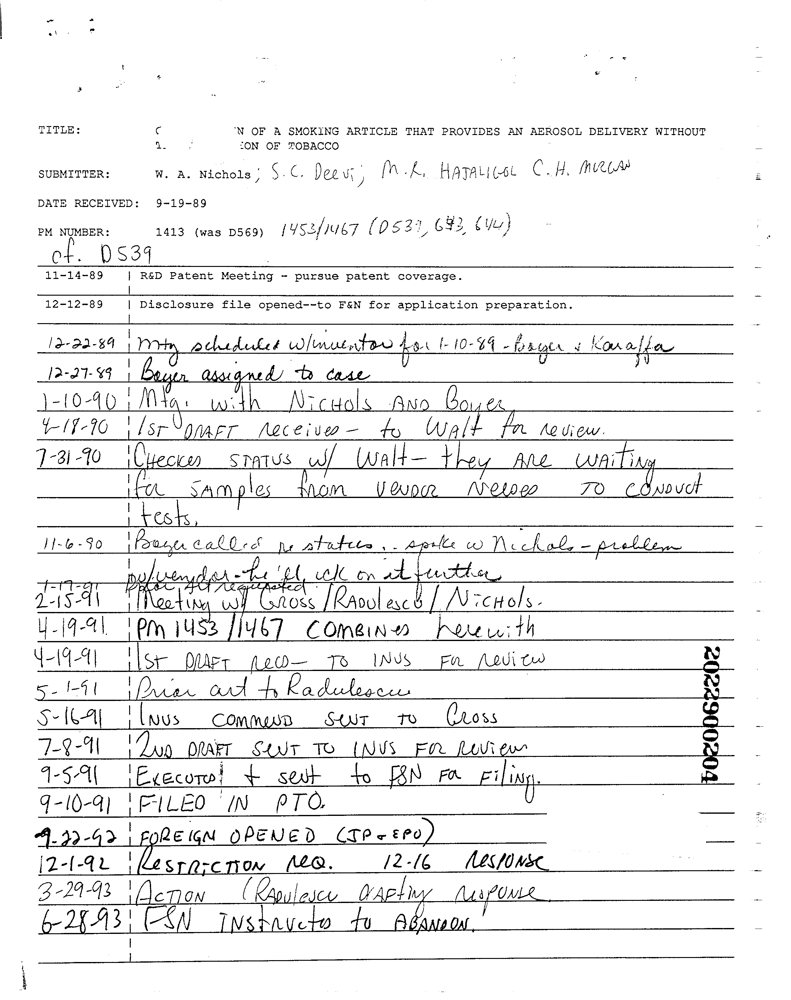 TITLE: N OF A SMOKING ARTICLE THAT PROVIDES AN AEROSOL DELIVERY WITHOUT
ION OF TOBACCO
SUBMITTER: W. A. Nichols; S.C. Deevi; M.R. HAJALIGOL C.H. MORGAN
DATE RECEIVED: 9-19-89
PM NUMBER: 1413 (was D569) 1453/1467 (D539, 643, 644)
cf. D539
11-14-89 R&D Patent Meeting - pursue patent coverage.
12-12-89 Disclosure file opened--to F&N for application preparation.
12-22-89 Mtg scheduled w/inventor for 1-10-89 - Boyer & Karaffa
12-27-89 Boyer assigned to case
1-10-90 Mtg. with Nichols AND Boyer
4-18-90 1ST DRAFT received - to Walt for review.
7-31-90 Checked STATUS w/ Walt - they ARE WAITING
for SAMPLES from vendor Needed TO CONDUCT
tests.
11-6-90 Boyer called re status... spoke w Nichols - problem
w/vendor - he'll ck on it further
1-17-91 prior art requested
2-15-91 Meeting w/ Gross/Radulescu/Nichols.
4-19-91. PM 1453/1467 COMBINED herewith
4-19-91 1ST DRAFT Recd - TO INVS FOR Review
5-1-91 Prior art to Radulescu
5-16-91 INVS COMMEND SENT TO Gross
7-8-91 2ND DRAFT SENT TO INVS FOR Review
9-5-91 EXECUTED & sent to F&N For Filing.
9-10-91 FILED IN PTO.
9-22-92 FOREIGN OPENED (JP & EPO)
12-1-92 RESTRICTION REQ. 12-16 RESPONSE
3-29-93 ACTION (Radulescu DRAFTING response
6-28-93 F&N INSTRUCTED to ABANDON.
2022900204